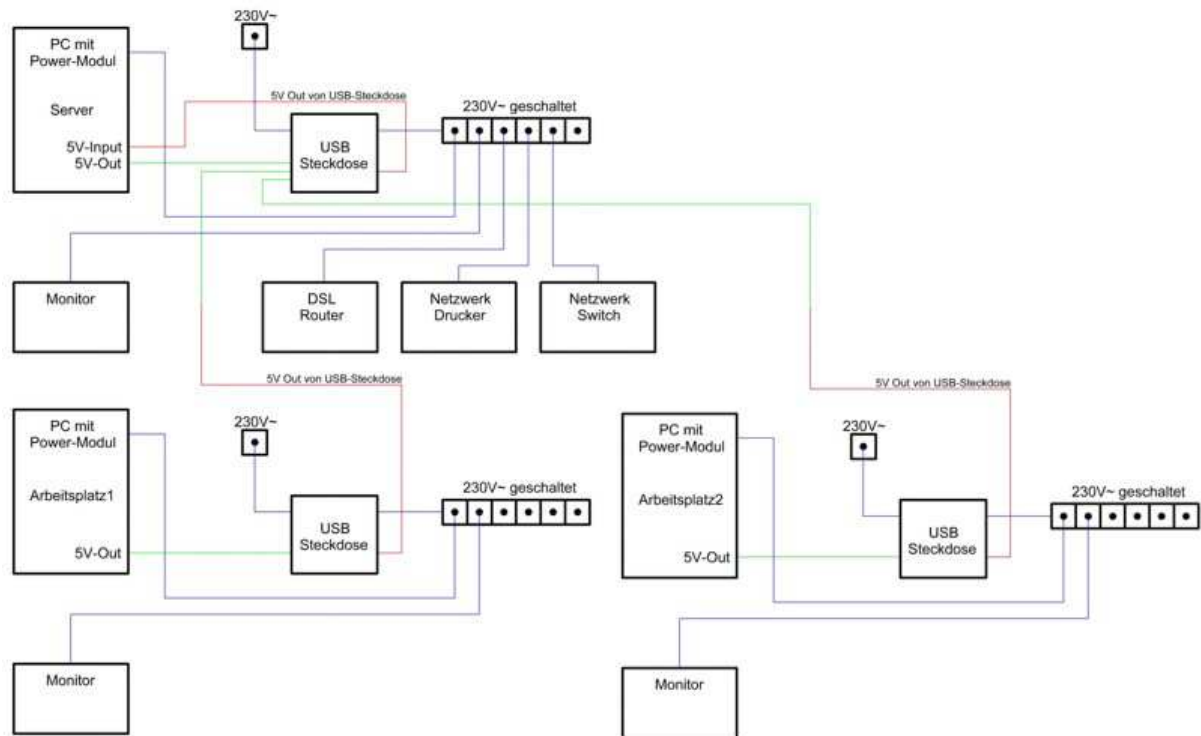 230V~
PC mit
Power-Modul
Server
5V-Input
5V-Out
5V Out von USB-Steckdose
USB
Steckdose
230V~ geschaltet
Monitor
DSL
Router
Netzwerk
Drucker
Netzwerk
Switch
5V Out von USB-Steckdose
PC mit
Power-Modul
Arbeitsplatz1
5V-Out
230V~
USB
Steckdose
230V~ geschaltet
Monitor
5V Out von USB-Steckdose
PC mit
Power-Modul
Arbeitsplatz2
5V-Out
230V~
USB
Steckdose
230V~ geschaltet
Monitor